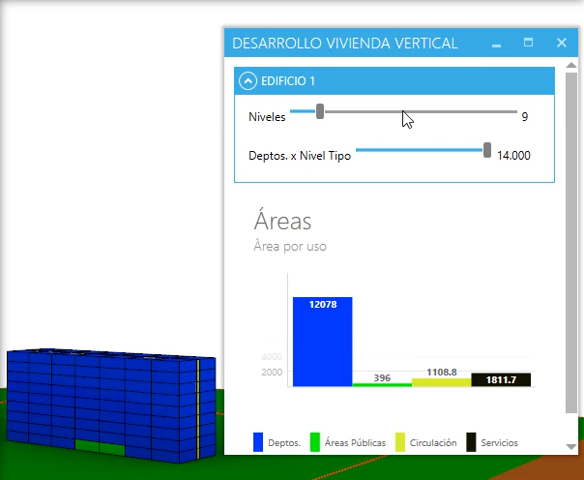 DESARROLLO VIVIENDA VERTICAL
EDIFICIO 1
Niveles 9
Deptos. x Nivel Tipo 14.000
Áreas
Área por uso
12078
4000
2000
396
1108.8
1811.7
Deptos. Áreas Públicas Circulación Servicios